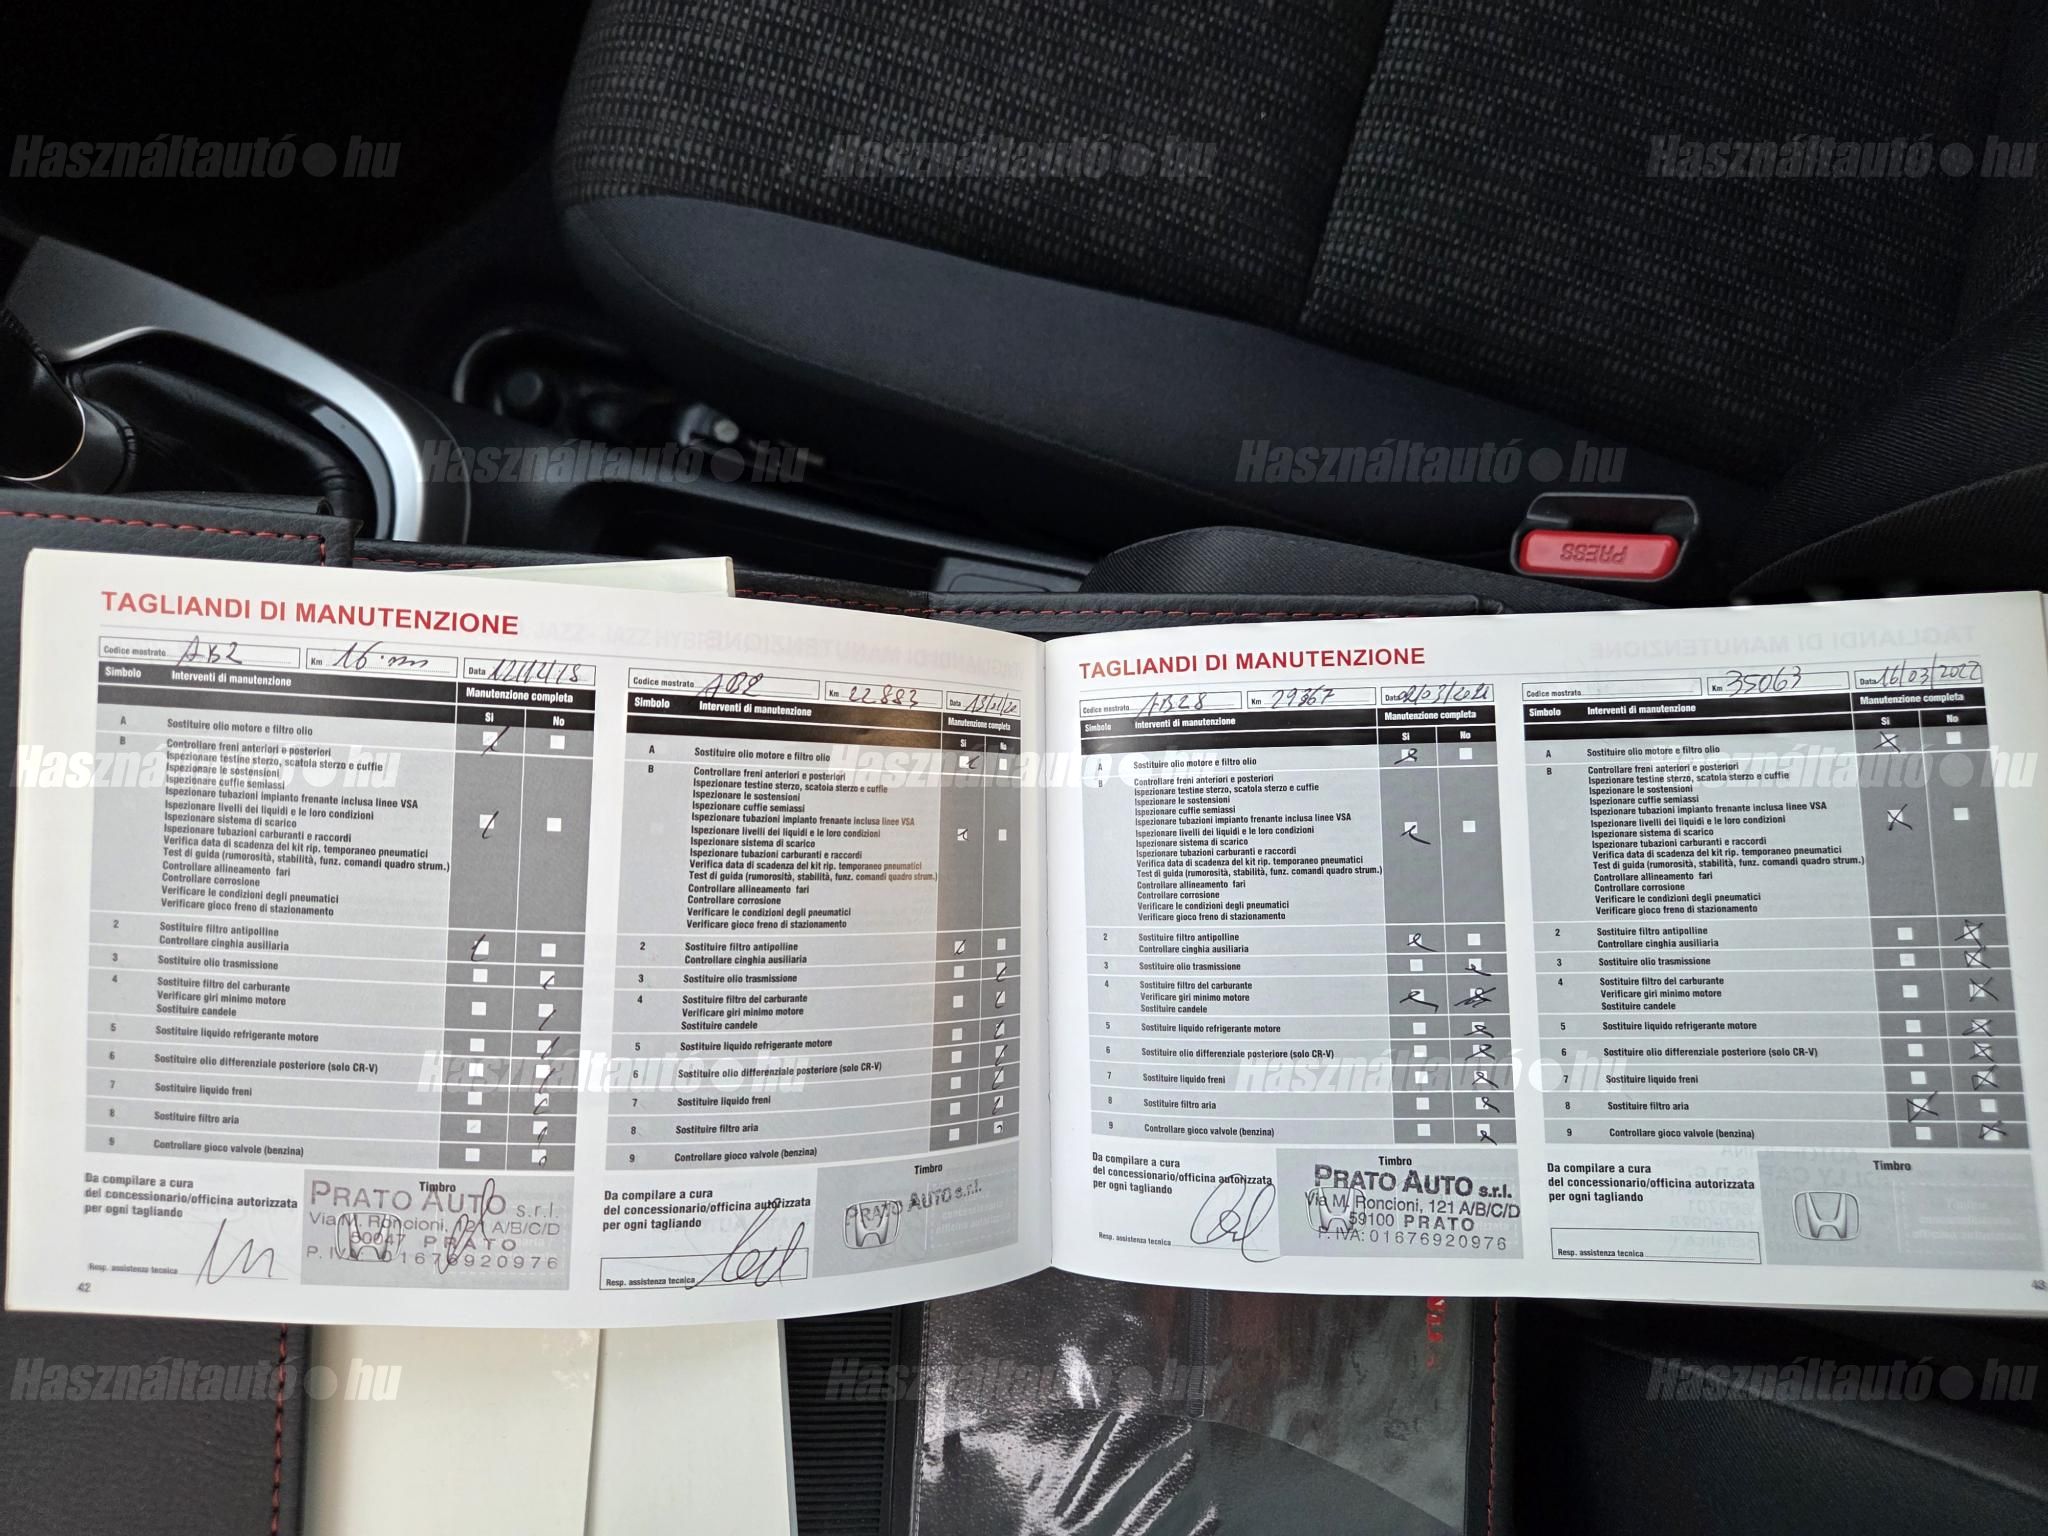 Használtautó.hu
Használtautó.hu
Használtautó.hu
Használtautó.hu
Használtautó.hu
PRESS
TAGLIANDI DI MANUTENZIONE
Codice mostrato AB2
Km 16.
Data 12/12/18
Simbolo Interventi di manutenzione Manutenzione completa
Si No
A Sostituire olio motore e filtro olio
B Controllare freni anteriori e posteriori
Ispezionare testine sterzo, scatola sterzo e cuffie
Ispezionare le sostensioni
Ispezionare cuffie semiassi
Ispezionare tubazioni impianto frenante inclusa linee VSA
Ispezionare livelli dei liquidi e le loro condizioni
Ispezionare sistema di scarico
Ispezionare tubazioni carburanti e raccordi
Verifica data di scadenza del kit rip. temporaneo pneumatici
Test di guida (rumorosità, stabilità, funz. comandi quadro strum.)
Controllare allineamento fari
Controllare corrosione
Verificare le condizioni degli pneumatici
Verificare gioco freno di stazionamento
2 Sostituire filtro antipolline
Controllare cinghia ausiliaria
3 Sostituire olio trasmissione
4 Sostituire filtro del carburante
Verificare giri minimo motore
Sostituire candele
5 Sostituire liquido refrigerante motore
6 Sostituire olio differenziale posteriore (solo CR-V)
7 Sostituire liquido freni
8 Sostituire filtro aria
9 Controllare gioco valvole (benzina)
Da compilare a cura
del concessionario/officina autorizzata
per ogni tagliando
Resp. assistenza tecnica
Timbro
PRATO AUTO s.r.l.
Via M. Roncioni, 121 A/B/C/D
50047 PRATO
P. IVA 01676920976
42
Codice mostrato AB2
Km 22.883
Data
Simbolo Interventi di manutenzione Manutenzione completa
Si No
A Sostituire olio motore e filtro olio
B Controllare freni anteriori e posteriori
Ispezionare testine sterzo, scatola sterzo e cuffie
Ispezionare le sostensioni
Ispezionare cuffie semiassi
Ispezionare tubazioni impianto frenante inclusa linee VSA
Ispezionare livelli dei liquidi e le loro condizioni
Ispezionare sistema di scarico
Ispezionare tubazioni carburanti e raccordi
Verifica data di scadenza del kit rip. temporaneo pneumatici
Test di guida (rumorosità, stabilità, funz. comandi quadro strum.)
Controllare allineamento fari
Controllare corrosione
Verificare le condizioni degli pneumatici
Verificare gioco freno di stazionamento
2 Sostituire filtro antipolline
Controllare cinghia ausiliaria
3 Sostituire olio trasmissione
4 Sostituire filtro del carburante
Verificare giri minimo motore
Sostituire candele
5 Sostituire liquido refrigerante motore
6 Sostituire olio differenziale posteriore (solo CR-V)
7 Sostituire liquido freni
8 Sostituire filtro aria
9 Controllare gioco valvole (benzina)
Da compilare a cura
del concessionario/officina autorizzata
per ogni tagliando
Resp. assistenza tecnica
Timbro
PRATO AUTO s.r.l.
TAGLIANDI DI MANUTENZIONE
Codice mostrato AB28
Km 29367
Data 02/03/2021
Simbolo Interventi di manutenzione Manutenzione completa
Si No
A Sostituire olio motore e filtro olio
B Controllare freni anteriori e posteriori
Ispezionare testine sterzo, scatola sterzo e cuffie
Ispezionare le sostensioni
Ispezionare cuffie semiassi
Ispezionare tubazioni impianto frenante inclusa linee VSA
Ispezionare livelli dei liquidi e le loro condizioni
Ispezionare sistema di scarico
Ispezionare tubazioni carburanti e raccordi
Verifica data di scadenza del kit rip. temporaneo pneumatici
Test di guida (rumorosità, stabilità, funz. comandi quadro strum.)
Controllare allineamento fari
Controllare corrosione
Verificare le condizioni degli pneumatici
Verificare gioco freno di stazionamento
2 Sostituire filtro antipolline
Controllare cinghia ausiliaria
3 Sostituire olio trasmissione
4 Sostituire filtro del carburante
Verificare giri minimo motore
Sostituire candele
5 Sostituire liquido refrigerante motore
6 Sostituire olio differenziale posteriore (solo CR-V)
7 Sostituire liquido freni
8 Sostituire filtro aria
9 Controllare gioco valvole (benzina)
Da compilare a cura
del concessionario/officina autorizzata
per ogni tagliando
Resp. assistenza tecnica
Timbro
PRATO AUTO s.r.l.
Via M. Roncioni, 121 A/B/C/D
59100 PRATO
P. IVA: 01676920976
Codice mostrato
Km 35063
Data 16/03/2022
Simbolo Interventi di manutenzione Manutenzione completa
Si No
A Sostituire olio motore e filtro olio
B Controllare freni anteriori e posteriori
Ispezionare testine sterzo, scatola sterzo e cuffie
Ispezionare le sostensioni
Ispezionare cuffie semiassi
Ispezionare tubazioni impianto frenante inclusa linee VSA
Ispezionare livelli dei liquidi e le loro condizioni
Ispezionare sistema di scarico
Ispezionare tubazioni carburanti e raccordi
Verifica data di scadenza del kit rip. temporaneo pneumatici
Test di guida (rumorosità, stabilità, funz. comandi quadro strum.)
Controllare allineamento fari
Controllare corrosione
Verificare le condizioni degli pneumatici
Verificare gioco freno di stazionamento
2 Sostituire filtro antipolline
Controllare cinghia ausiliaria
3 Sostituire olio trasmissione
4 Sostituire filtro del carburante
Verificare giri minimo motore
Sostituire candele
5 Sostituire liquido refrigerante motore
6 Sostituire olio differenziale posteriore (solo CR-V)
7 Sostituire liquido freni
8 Sostituire filtro aria
9 Controllare gioco valvole (benzina)
Da compilare a cura
del concessionario/officina autorizzata
per ogni tagliando
Resp. assistenza tecnica
Timbro
43
Használtautó.hu
Használtautó.hu
Használtautó.hu
Használtautó.hu
Használtautó.hu
Használtautó.hu
Használtautó.hu
Használtautó.hu